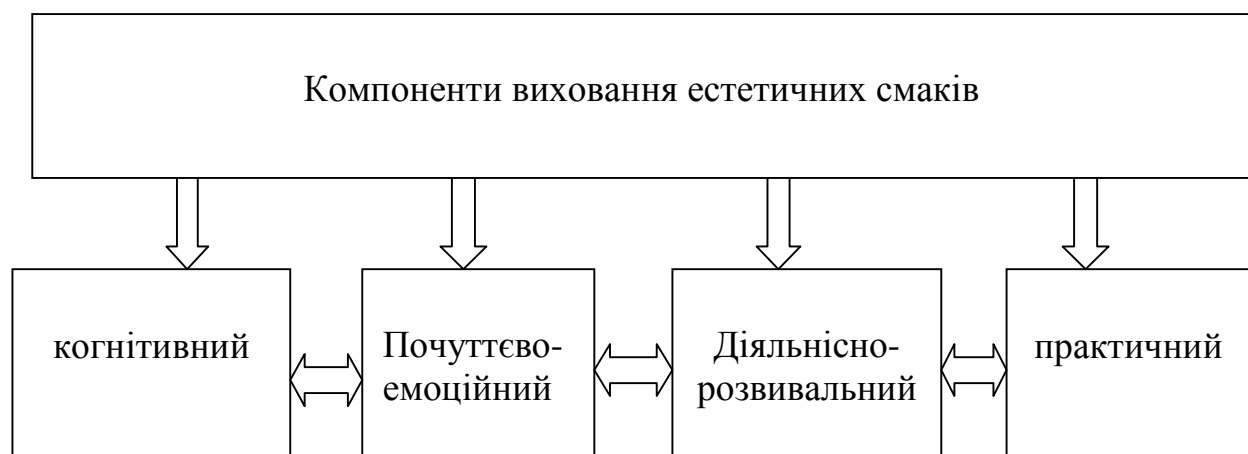 Компоненти виховання естетичних смаків
когнітивний
Почуттєво-
емоційний
Діяльнісно-
розвивальний
практичний